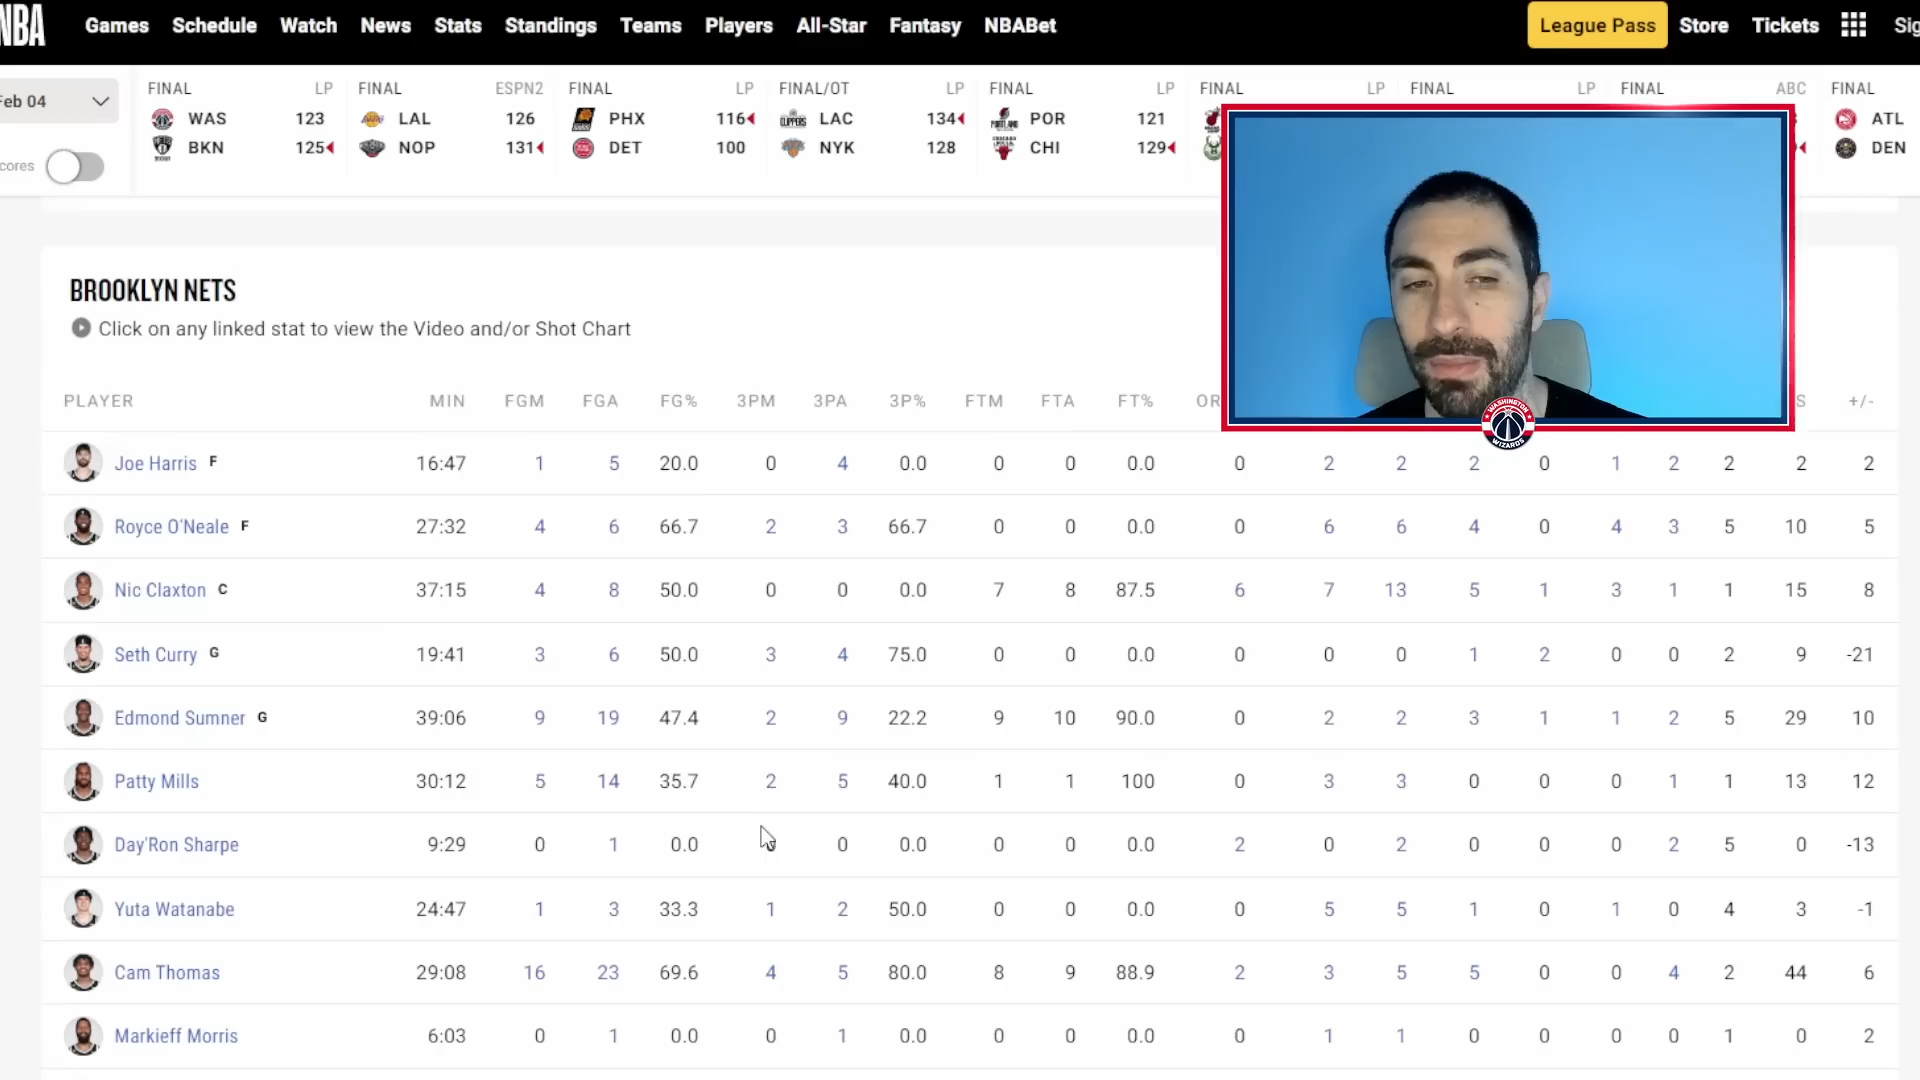 NBA Games Schedule Watch News Stats Standings Teams Players All-Star Fantasy NBABet League Pass Store Tickets Sig
Feb 04
cores
FINAL LP
WAS 123
BKN 125
FINAL ESPN2
LAL 126
NOP 131
FINAL LP
PHX 116
DET 100
FINAL/OT LP
LAC 134
NYK 128
FINAL LP
POR 121
CHI 129
FINAL LP
FINAL LP
FINAL ABC
FINAL
ATL
DEN
BROOKLYN NETS
Click on any linked stat to view the Video and/or Shot Chart
PLAYER MIN FGM FGA FG% 3PM 3PA 3P% FTM FTA FT% OR S +/-
Joe Harris F 16:47 1 5 20.0 0 4 0.0 0 0 0.0 0 2 2 2 0 1 2 2 2 2
Royce O'Neale F 27:32 4 6 66.7 2 3 66.7 0 0 0.0 0 6 6 4 0 4 3 5 10 5
Nic Claxton C 37:15 4 8 50.0 0 0 0.0 7 8 87.5 6 7 13 5 1 3 1 1 15 8
Seth Curry G 19:41 3 6 50.0 3 4 75.0 0 0 0.0 0 0 0 1 2 0 0 2 9 -21
Edmond Sumner G 39:06 9 19 47.4 2 9 22.2 9 10 90.0 0 2 2 3 1 1 2 5 29 10
Patty Mills 30:12 5 14 35.7 2 5 40.0 1 1 100 0 3 3 0 0 0 1 1 13 12
Day'Ron Sharpe 9:29 0 1 0.0 0 0.0 0 0 0.0 2 0 2 0 0 0 2 5 0 -13
Yuta Watanabe 24:47 1 3 33.3 1 2 50.0 0 0 0.0 0 5 5 1 0 1 0 4 3 -1
Cam Thomas 29:08 16 23 69.6 4 5 80.0 8 9 88.9 2 3 5 5 0 0 4 2 44 6
Markieff Morris 6:03 0 1 0.0 0 1 0.0 0 0 0.0 0 1 1 0 0 0 0 1 0 2
WASHINGTON
WIZARDS